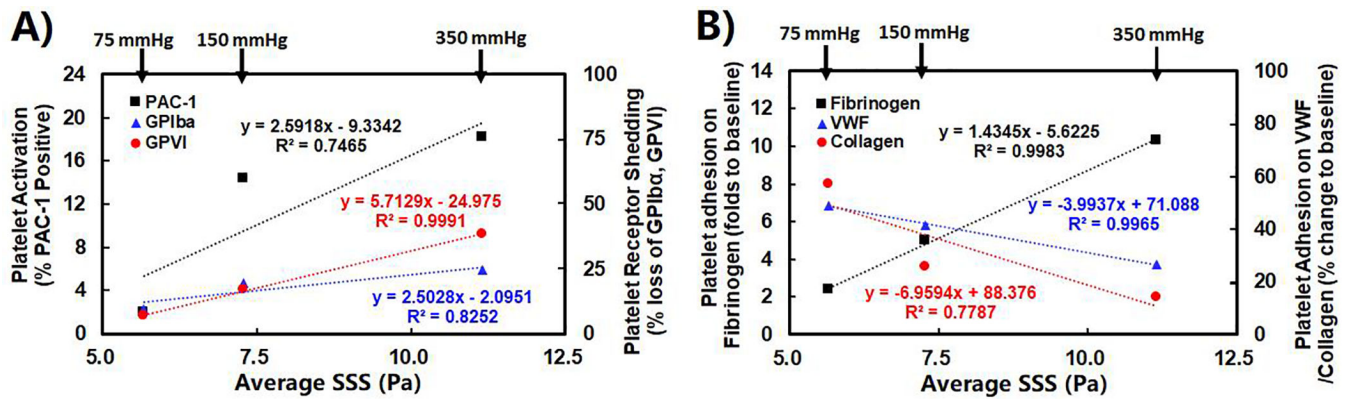 A)
75 mmHg
150 mmHg
350 mmHg
Platelet Activation
(% PAC-1 Positive)
24
20
16
12
8
4
0
PAC-1
GPIba
GPVI
y = 2.5918x - 9.3342
R² = 0.7465
y = 5.7129x - 24.975
R² = 0.9991
y = 2.5028x - 2.0951
R² = 0.8252
100
75
50
25
0
Platelet Receptor Shedding
(% loss of GPIbα, GPVI)
5.0
7.5
10.0
12.5
Average SSS (Pa)
B)
75 mmHg
150 mmHg
350 mmHg
Platelet adhesion on
Fibrinogen (folds to baseline)
14
12
10
8
6
4
2
0
Fibrinogen
VWF
Collagen
y = 1.4345x - 5.6225
R² = 0.9983
y = -3.9937x + 71.088
R² = 0.9965
y = -6.9594x + 88.376
R² = 0.7787
100
80
60
40
20
0
Platelet Adhesion on VWF
/Collagen (% change to baseline)
5.0
7.5
10.0
12.5
Average SSS (Pa)